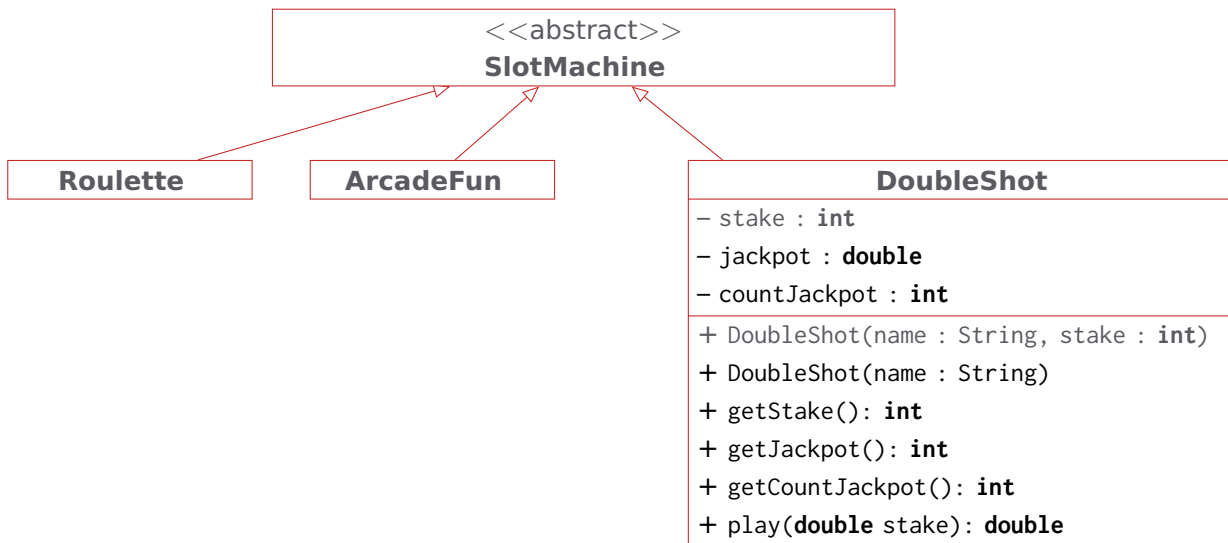 <<abstract>>
SlotMachine
Roulette
ArcadeFun
DoubleShot
− stake : int
− jackpot : double
− countJackpot : int
+ DoubleShot(name : String, stake : int)
+ DoubleShot(name : String)
+ getStake(): int
+ getJackpot(): int
+ getCountJackpot(): int
+ play(double stake): double